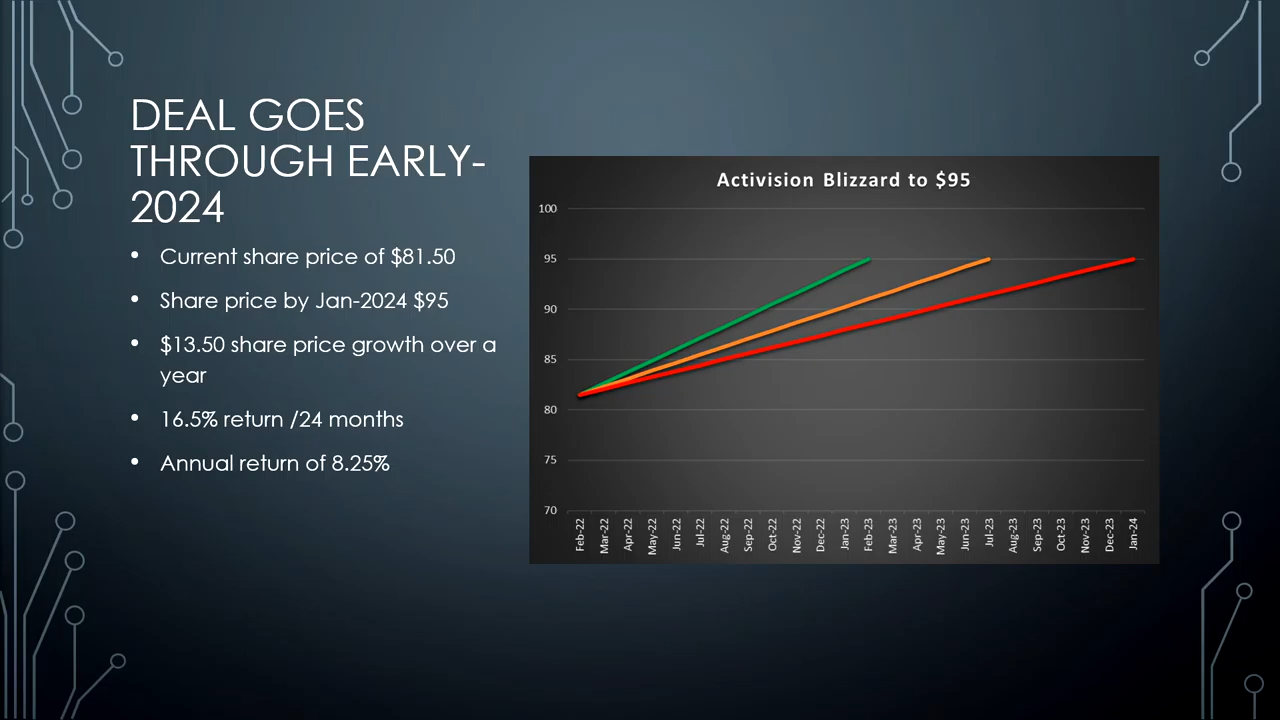 DEAL GOES
THROUGH EARLY-
2024
• Current share price of $81.50
• Share price by Jan-2024 $95
• $13.50 share price growth over a
year
• 16.5% return /24 months
• Annual return of 8.25%
Activision Blizzard to $95
100
95
90
85
80
75
70
Feb-22
Mar-22
Apr-22
May-22
Jun-22
Jul-22
Aug-22
Sep-22
Oct-22
Nov-22
Dec-22
Jan-23
Feb-23
Mar-23
Apr-23
May-23
Jun-23
Jul-23
Aug-23
Sep-23
Oct-23
Nov-23
Dec-23
Jan-24